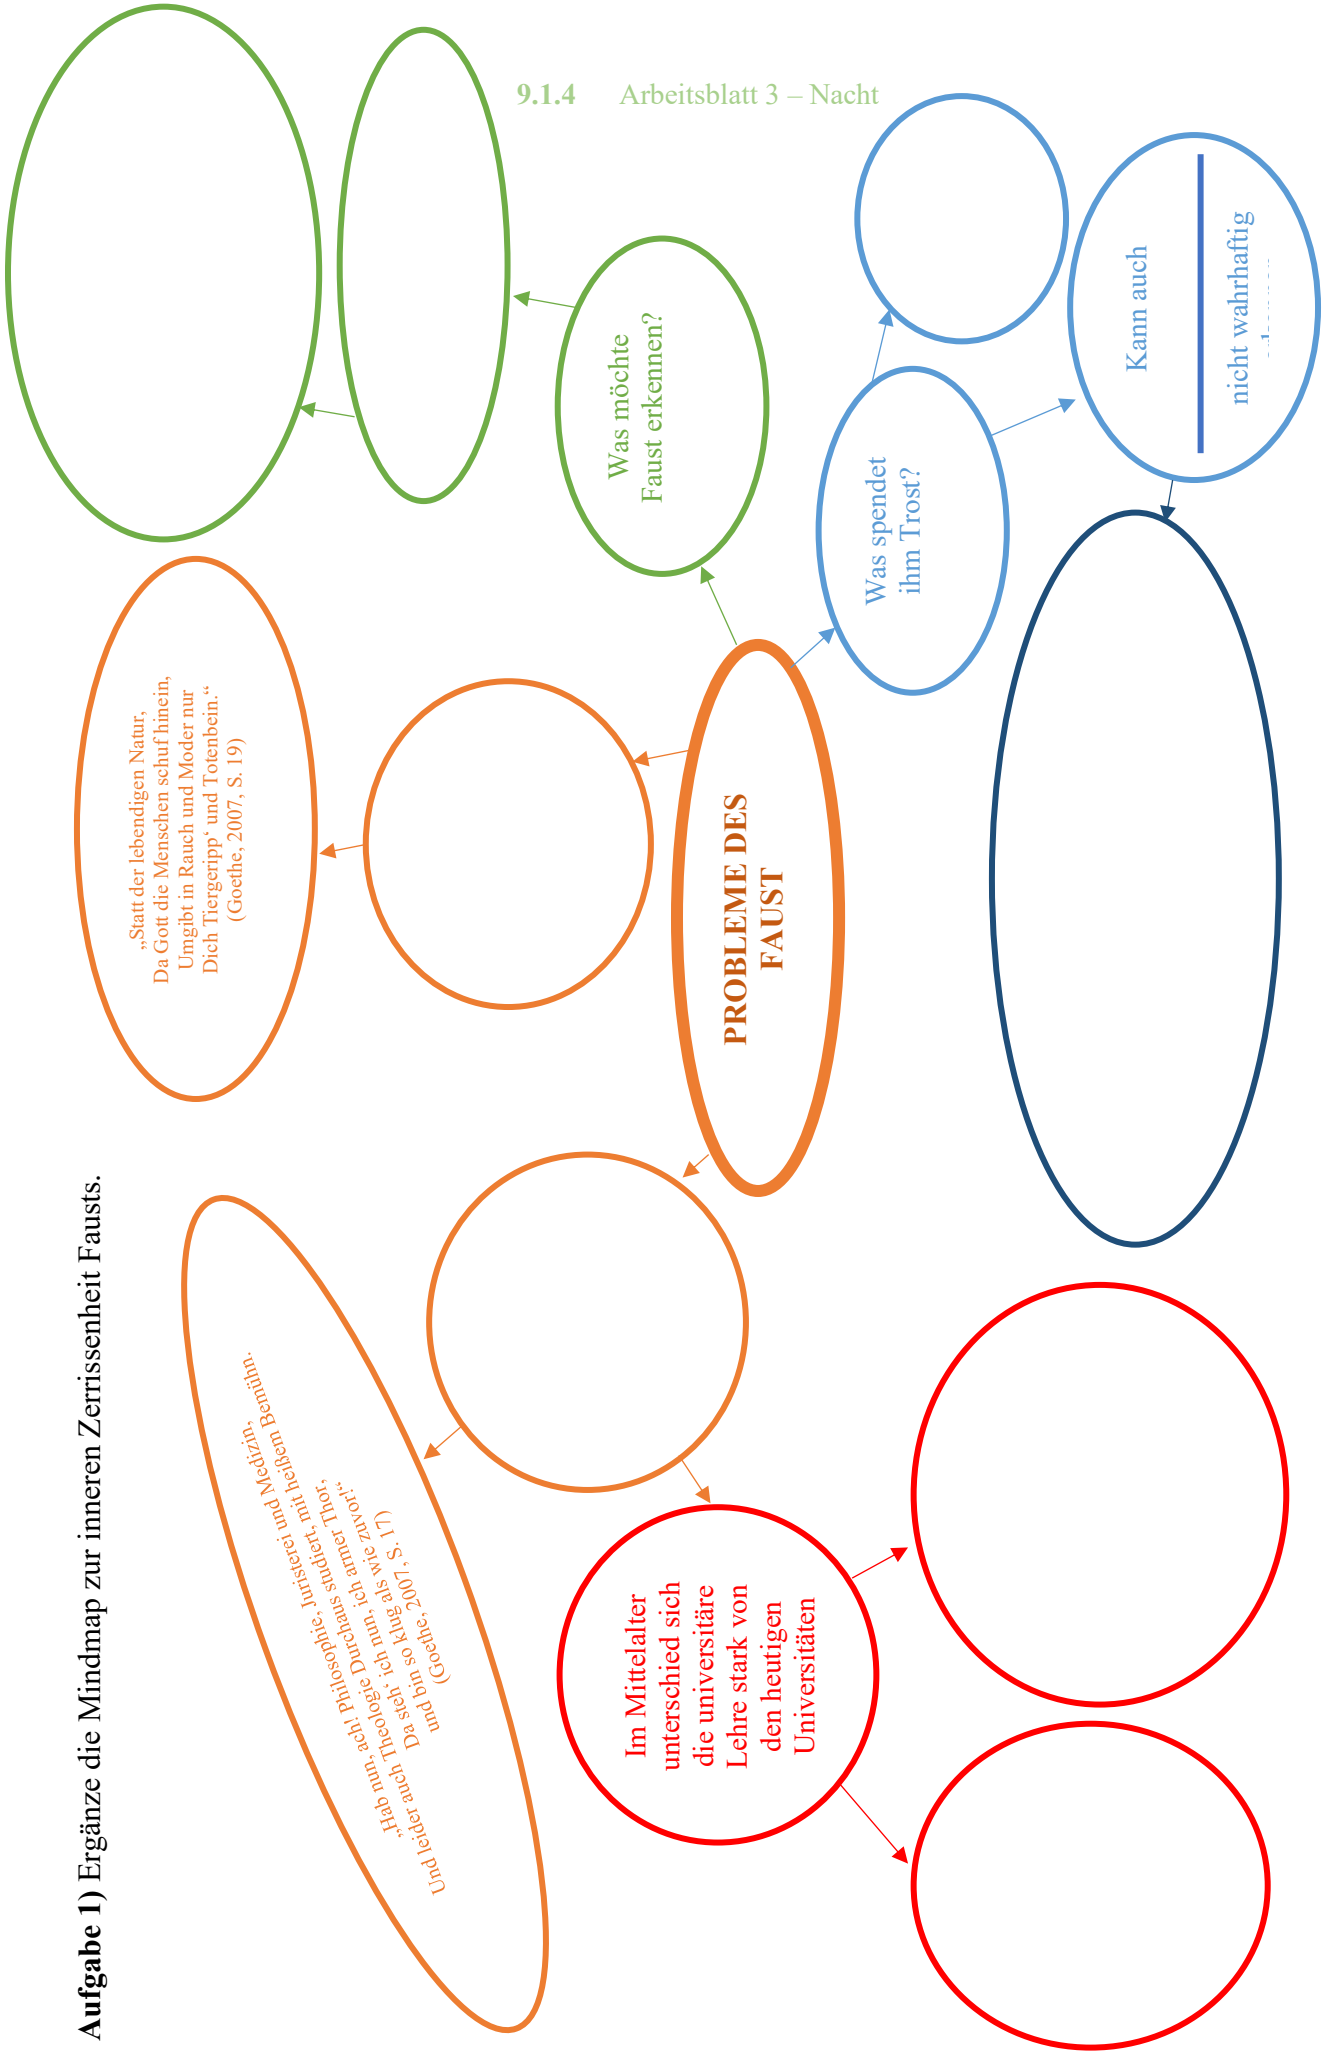 9.1.4 Arbeitsblatt 3 – Nacht
Aufgabe 1) Ergänze die Mindmap zur inneren Zerrissenheit Fausts.
„Hab nun, ach! Philosophie, Juristerei und Medizin,
Und leider auch Theologie Durchaus studiert, mit heißem Bemühn.
Da steh‘ ich nun, ich armer Thor,
und bin so klug als wie zuvor!“
(Goethe, 2007, S. 17)
„Statt der lebendigen Natur,
Da Gott die Menschen schuf hinein,
Umgibt in Rauch und Moder nur
Dich Tiergeripp‘ und Totenbein.“
(Goethe, 2007, S. 19)
Was möchte
Faust erkennen?
PROBLEME DES
FAUST
Was spendet
ihm Trost?
Kann auch
nicht wahrhaftig
Im Mittelalter
unterschied sich
die universitäre
Lehre stark von
den heutigen
Universitäten